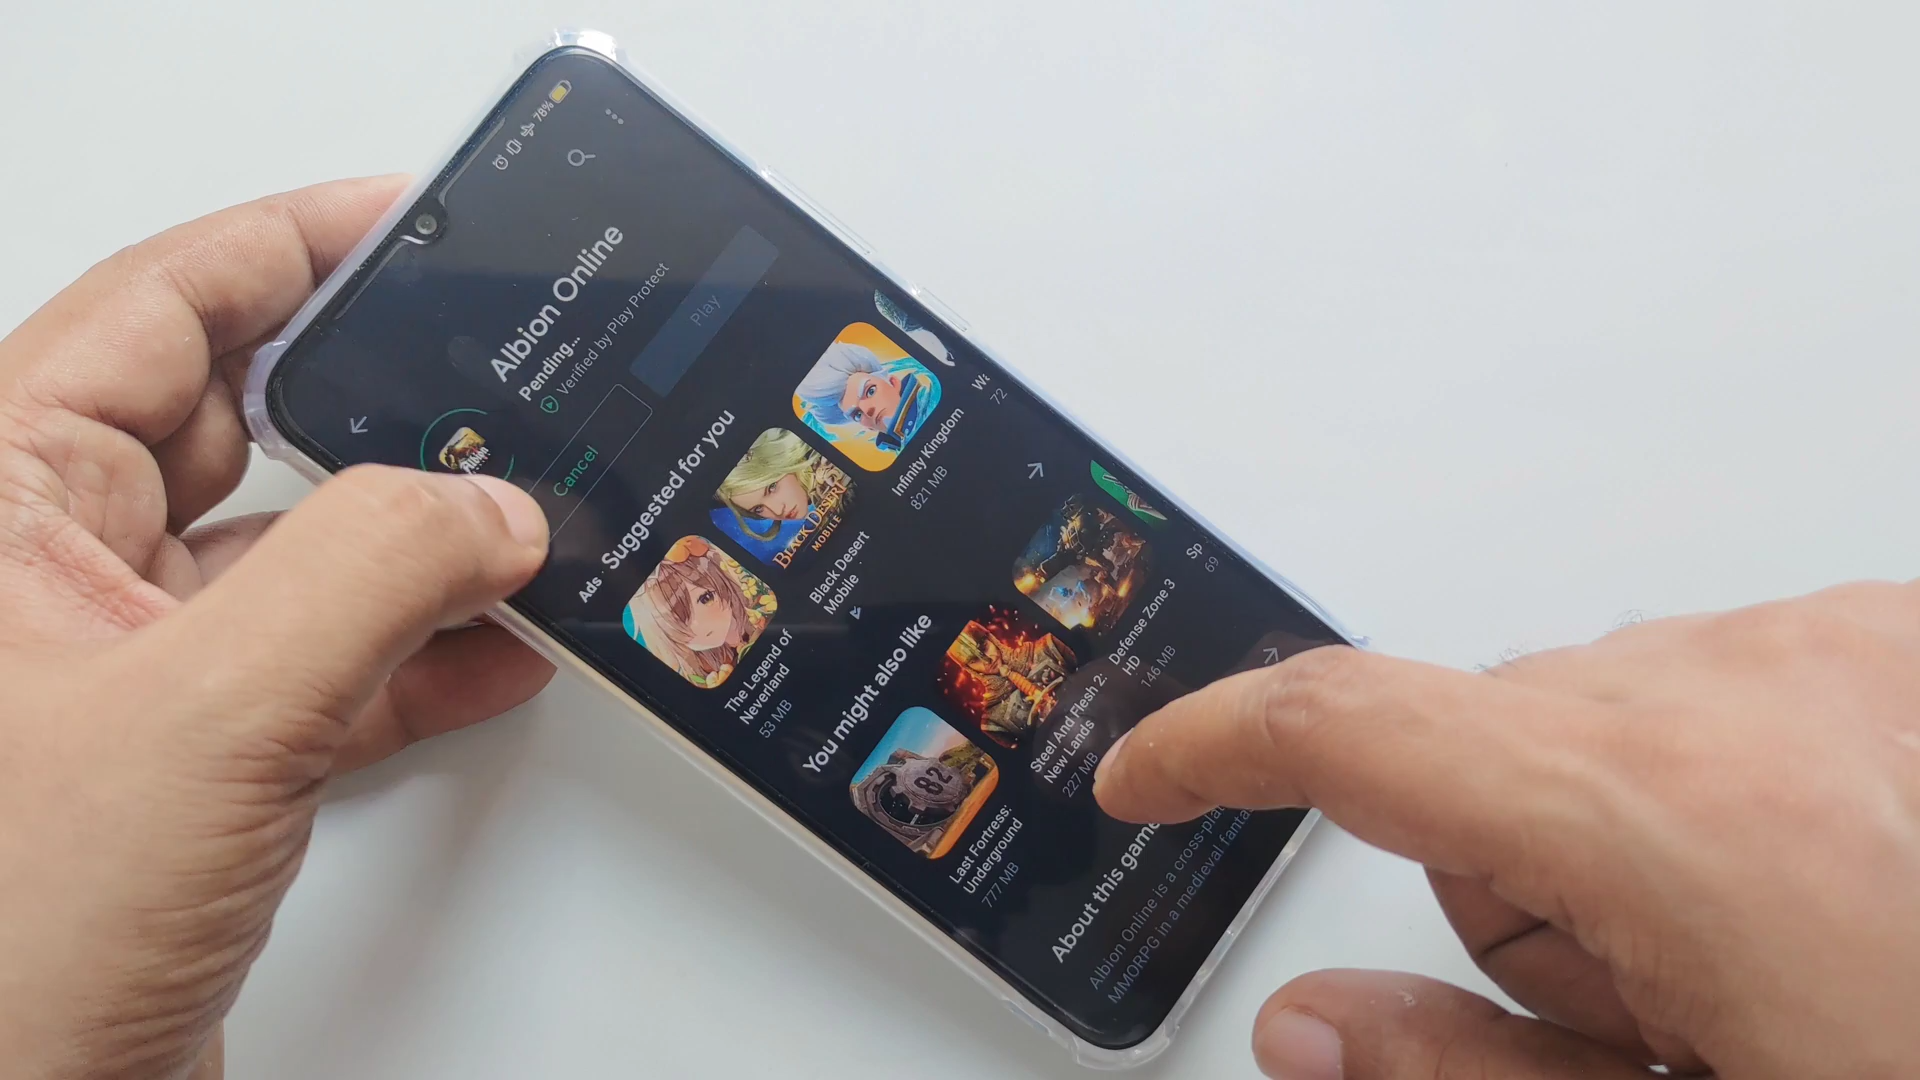 78%
Albion Online
Pending...
Verified by Play Protect
Cancel
Play
Ads · Suggested for you
The Legend of
Neverland
53 MB
BLACK DESERT
MOBILE
Black Desert
Mobile
Infinity Kingdom
821 MB
72
You might also like
82
Last Fortress:
Underground
777 MB
Steel And Flesh 2:
New Lands
227 MB
Defense Zone 3
HD
146 MB
Sp
69
About this game
Albion Online is a cross-plat
MMORPG in a medieval fanta